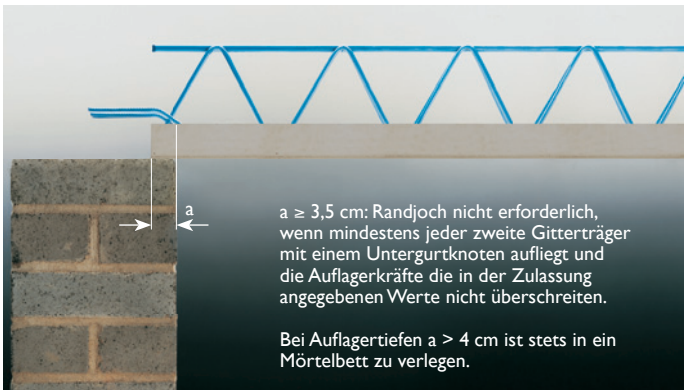 a
a ≥ 3,5 cm: Randjoch nicht erforderlich,
wenn mindestens jeder zweite Gitterträger
mit einem Untergurtknoten aufliegt und
die Auflagerkräfte die in der Zulassung
angegebenen Werte nicht überschreiten.
Bei Auflagertiefen a > 4 cm ist stets in ein
Mörtelbett zu verlegen.